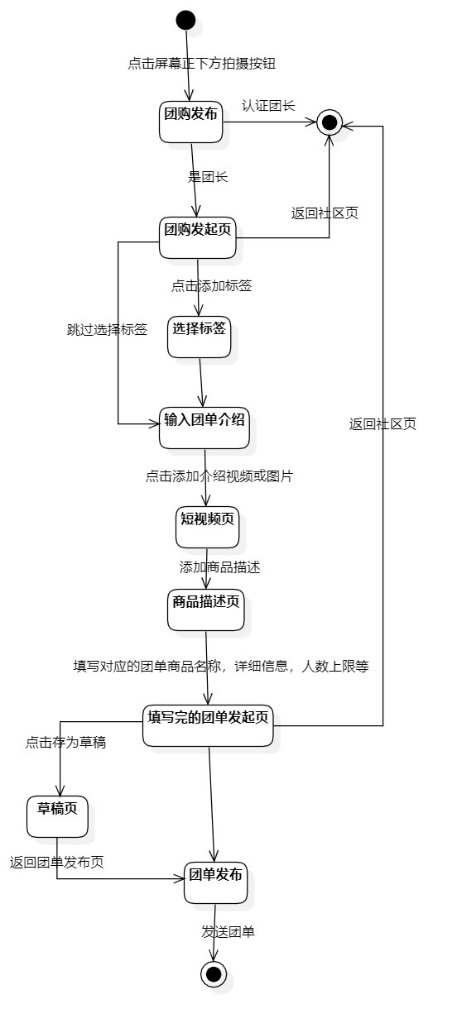 点击屏幕正下方拍摄按钮
团购发布
认证团长
是团长
返回社区页
团购发起页
点击添加标签
跳过选择标签
选择标签
输入团单介绍
返回社区页
点击添加介绍视频或图片
短视频页
添加商品描述
商品描述页
填写对应的团单商品名称，详细信息，人数上限等
填写完的团单发起页
点击存为草稿
草稿页
返回团单发布页
团单发布
发送团单